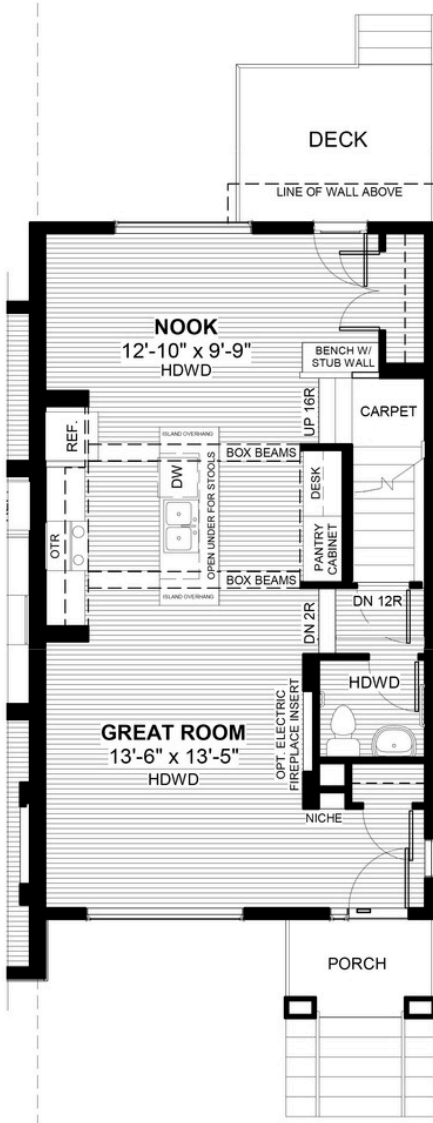 DECK
LINE OF WALL ABOVE
NOOK
12'-10" x 9'-9"
HDWD
BENCH W/
STUB WALL
UP 16R
CARPET
REF.
ISLAND OVERHANG
BOX BEAMS
DW
OPEN UNDER FOR STOOLS
DESK
OTR
PANTRY
CABINET
BOX BEAMS
ISLAND OVERHANG
DN 2R
DN 12R
HDWD
GREAT ROOM
13'-6" x 13'-5"
HDWD
OPT. ELECTRIC
FIREPLACE INSERT
NICHE
PORCH